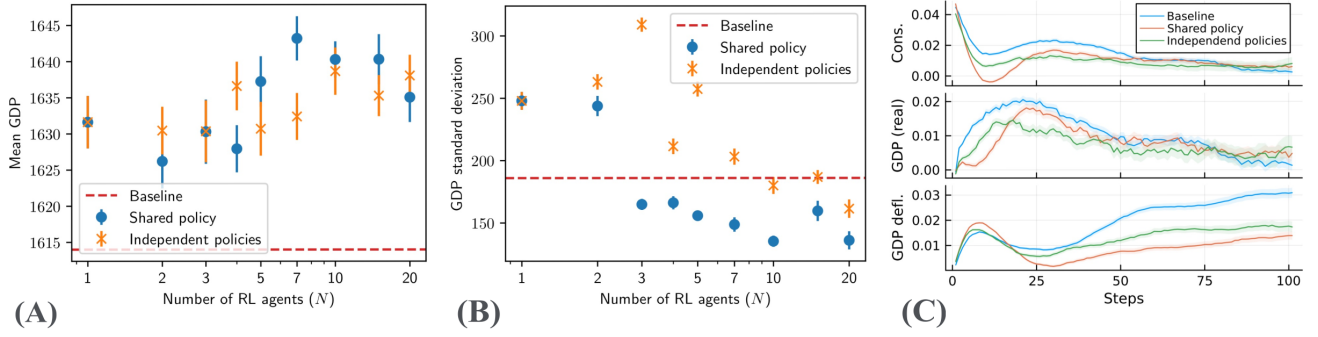 1645
1640
1635
1630
1625
1620
1615
Mean GDP
Baseline
Shared policy
Independent policies
1
2
3
5
7
10
20
Number of RL agents (N)
(A)
300
250
200
150
GDP standard deviation
Baseline
Shared policy
Independent policies
1
2
3
5
7
10
20
Number of RL agents (N)
(B)
Baseline
Shared policy
Independend policies
Cons.
0.04
0.02
0.00
GDP (real)
0.02
0.01
0.00
GDP defl.
0.03
0.02
0.01
0
25
50
75
100
Steps
(C)